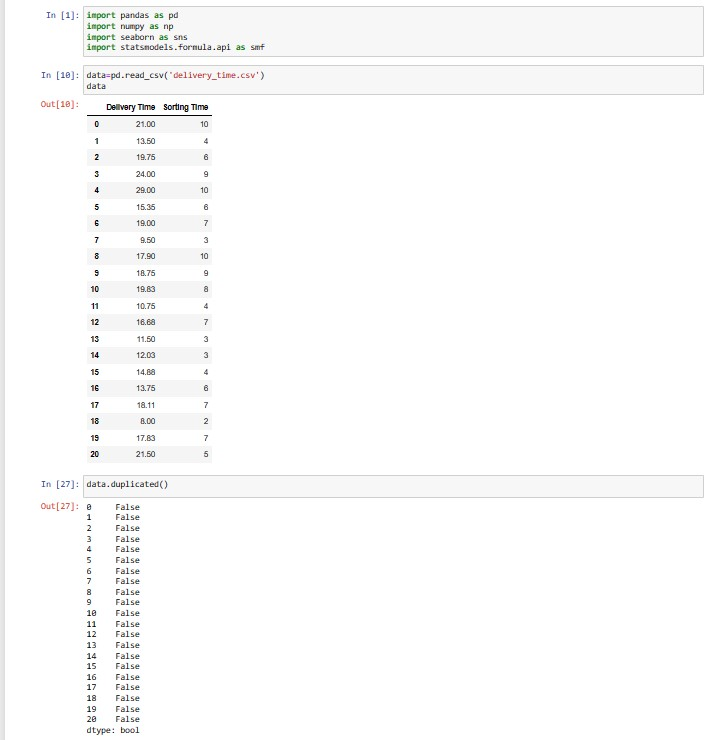 In [1]: import pandas as pd
import numpy as np
import seaborn as sns
import statsmodels.formula.api as smf
In [10]: data=pd.read_csv('delivery_time.csv')
data
Out[10]:
Delivery Time Sorting Time
0 21.00 10
1 13.50 4
2 19.75 6
3 24.00 9
4 29.00 10
5 15.35 6
6 19.00 7
7 9.50 3
8 17.90 10
9 18.75 9
10 19.83 8
11 10.75 4
12 16.68 7
13 11.50 3
14 12.03 3
15 14.88 4
16 13.75 6
17 18.11 7
18 8.00 2
19 17.83 7
20 21.50 5
In [27]: data.duplicated()
Out[27]: 0 False
1 False
2 False
3 False
4 False
5 False
6 False
7 False
8 False
9 False
10 False
11 False
12 False
13 False
14 False
15 False
16 False
17 False
18 False
19 False
20 False
dtype: bool